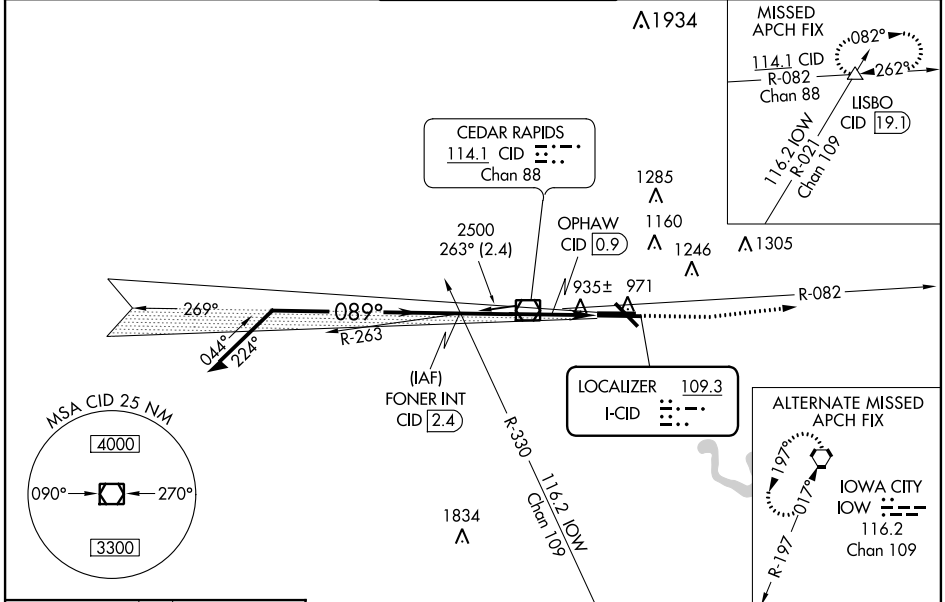 1934
MISSED
APCH FIX
082°
114.1 CID
R-082
Chan 88
262°
LISBO
CID 19.1
116.2 IOW
R-021
Chan 109
CEDAR RAPIDS
114.1 CID
Chan 88
1285
1160
1246
1305
2500
263° (2.4)
OPHAW
CID 0.9
935± 971
R-082
269°
089°
R-263
044°
224°
(IAF)
FONER INT
CID 2.4
LOCALIZER 109.3
I-CID
R-330
116.2 IOW
Chan 109
MSA CID 25 NM
4000
090°
270°
3300
1834
ALTERNATE MISSED
APCH FIX
197°
017°
R-197
IOWA CITY
IOW
116.2
Chan 109